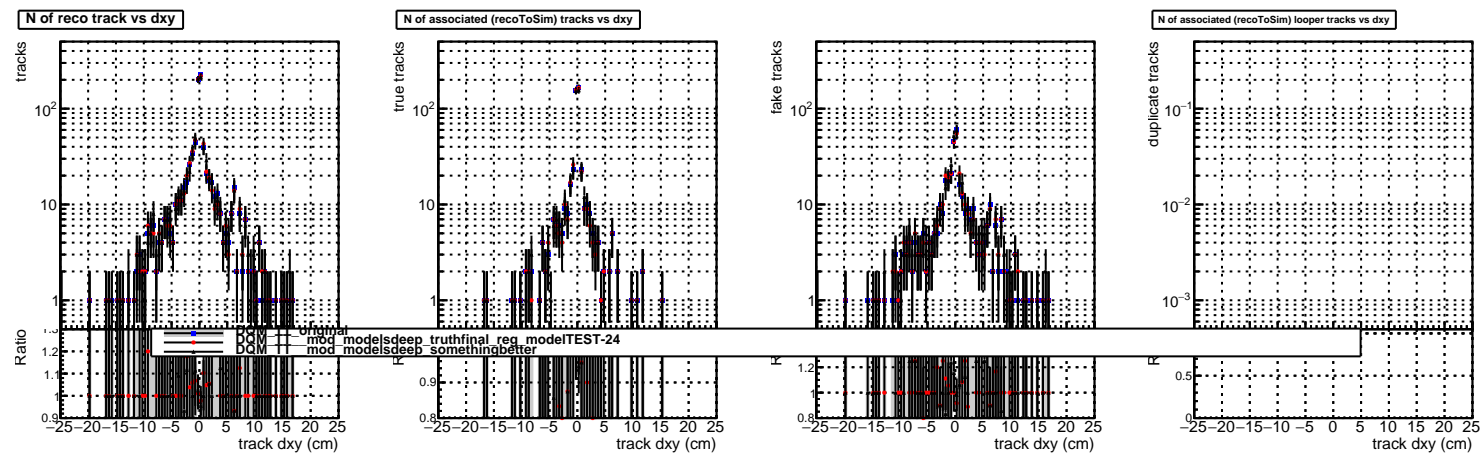 N of reco track vs dxy
tracks
10²
10
1
Ratio
1.3
1.2
1.1
1
0.9
−25 −20 −15 −10 −5 0 5 10 15 20 25
track dxy (cm)
N of associated (recoToSim) tracks vs dxy
true tracks
10²
10
1
0.9
0.8
−25 −20 −15 −10 −5 0 5 10 15 20 25
track dxy (cm)
fake tracks
10²
10
1
1.2
1
0.8
−25 −20 −15 −10 −5 0 5 10 15 20 25
track dxy (cm)
N of associated (recoToSim) looper tracks vs dxy
duplicate tracks
10⁻¹
10⁻²
10⁻³
0.5
0
−25 −20 −15 −10 −5 0 5 10 15 20 25
track dxy (cm)
DQM_TT__original
DQM_TT__mod_modelsdeep_truthfinal_reg_modelTEST-24
DQM_TT__mod_modelsdeep_somethingbetter